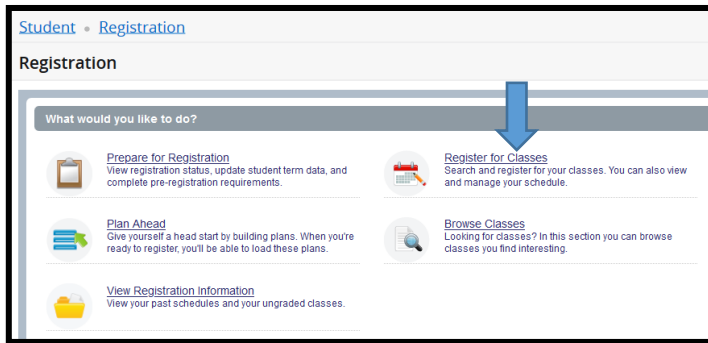 Student • Registration
Registration
What would you like to do?
Prepare for Registration
View registration status, update student term data, and
complete pre-registration requirements.
Register for Classes
Search and register for your classes. You can also view
and manage your schedule.
Plan Ahead
Give yourself a head start by building plans. When you're
ready to register, you'll be able to load these plans.
Browse Classes
Looking for classes? In this section you can browse
classes you find interesting.
View Registration Information
View your past schedules and your ungraded classes.